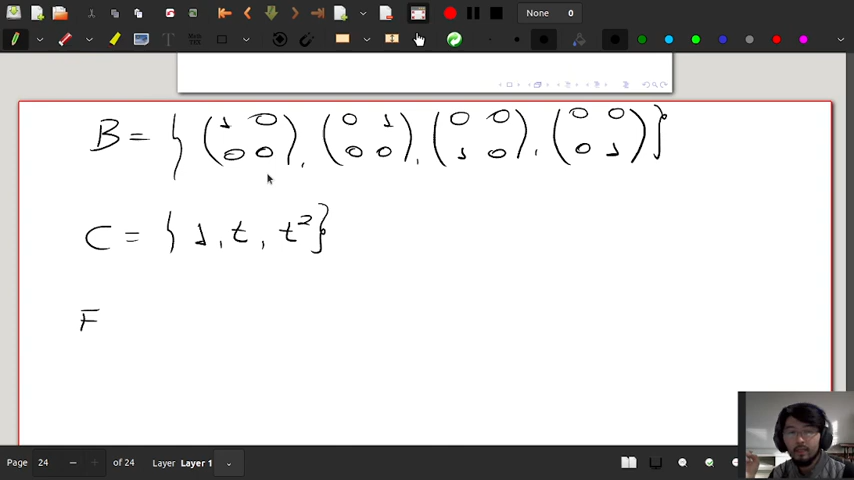 None 0
B = { (1 0 0 0), (0 1 0 0), (0 0 1 0), (0 0 0 1) }
C = { 1, t, t² }
F
Page 24 of 24 Layer Layer 1